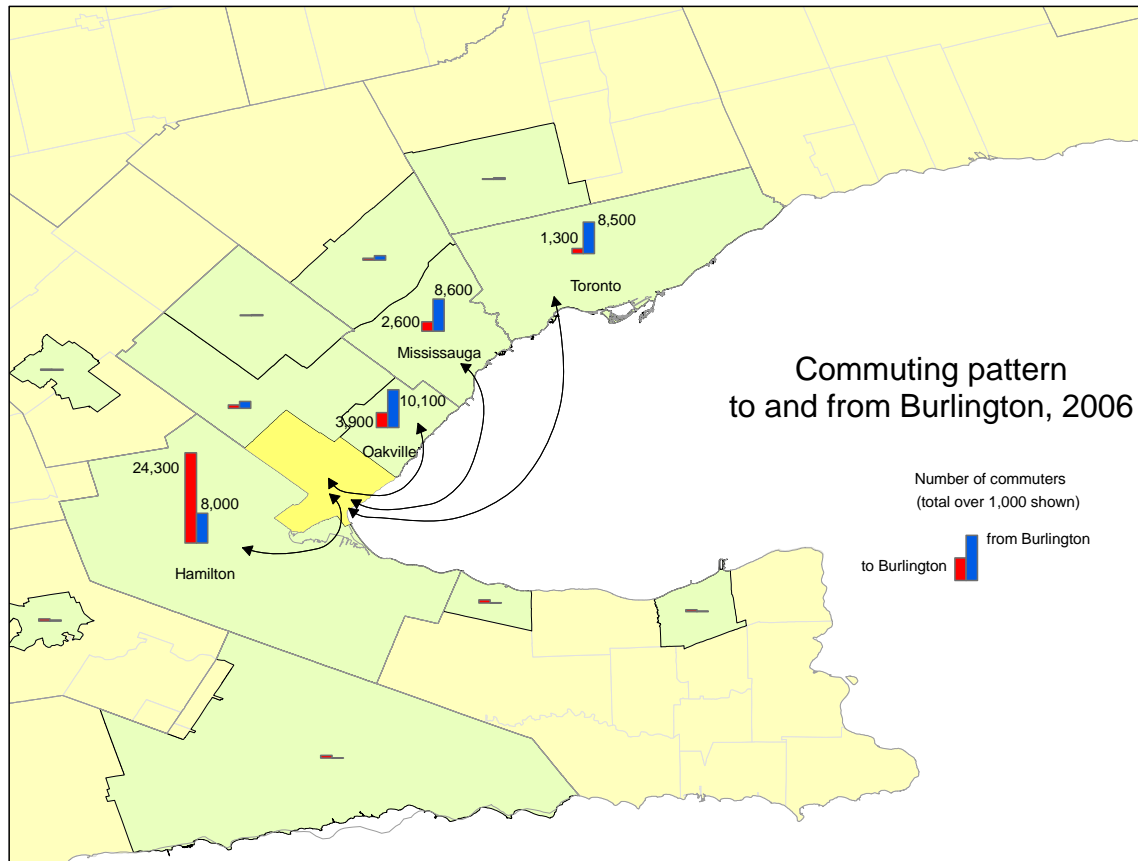 8,500
1,300
Toronto
8,600
2,600
Mississauga
Commuting pattern
to and from Burlington, 2006
10,100
3,900
Oakville
24,300
8,000
Hamilton
Number of commuters
(total over 1,000 shown)
from Burlington
to Burlington